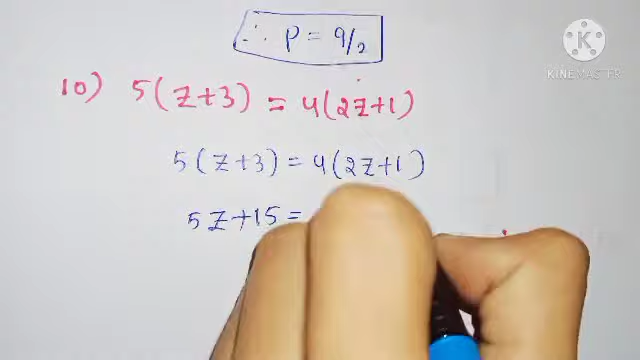 ∴ P = 9/2
KINEMASTER
10) 5(z+3) = 4(2z+1)
5(z+3) = 4(2z+1)
5z+15 =